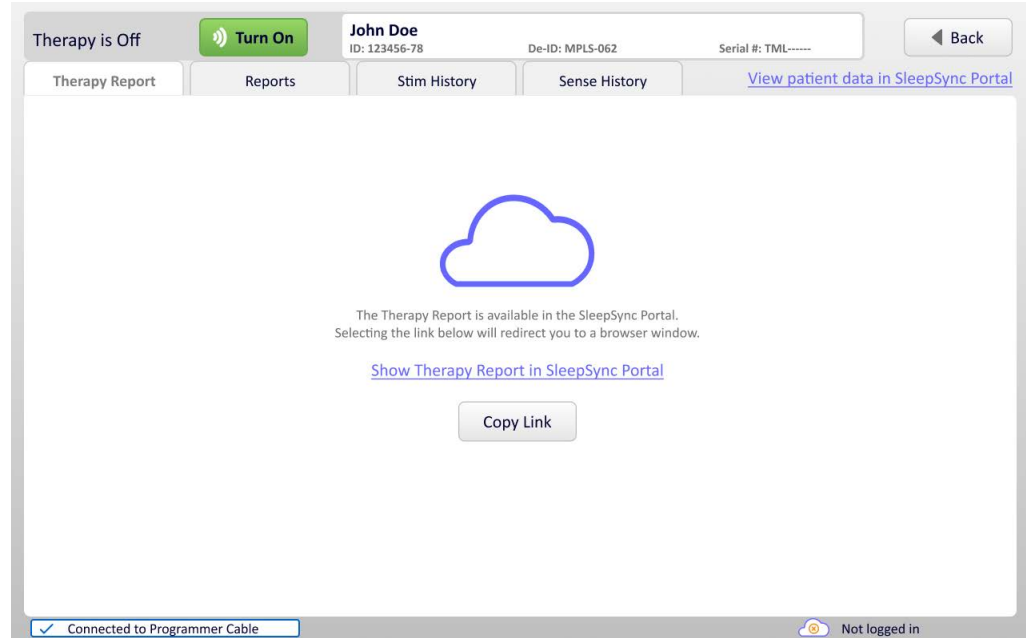 Therapy is Off
Turn On
John Doe
ID: 123456-78 De-ID: MPLS-062 Serial #: TML------
Back
Therapy Report Reports Stim History Sense History View patient data in SleepSync Portal
The Therapy Report is available in the SleepSync Portal.
Selecting the link below will redirect you to a browser window.
Show Therapy Report in SleepSync Portal
Copy Link
Connected to Programmer Cable Not logged in